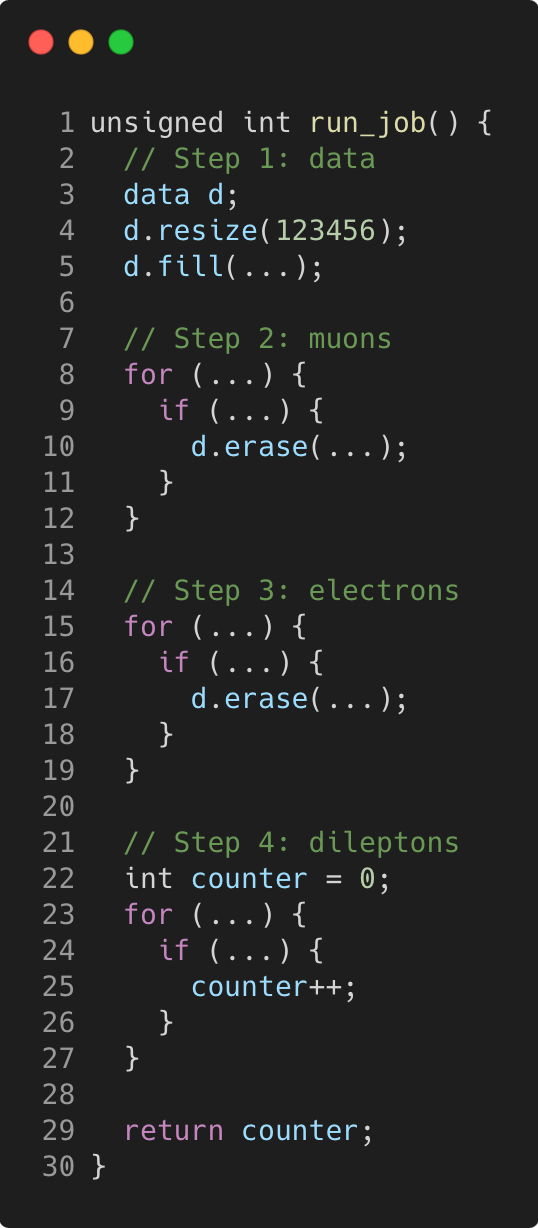 1 unsigned int run_job() {
2   // Step 1: data
3   data d;
4   d.resize(123456);
5   d.fill(...);
6
7   // Step 2: muons
8   for (...) {
9     if (...) {
10       d.erase(...);
11     }
12   }
13
14   // Step 3: electrons
15   for (...) {
16     if (...) {
17       d.erase(...);
18     }
19   }
20
21   // Step 4: dileptons
22   int counter = 0;
23   for (...) {
24     if (...) {
25       counter++;
26     }
27   }
28
29   return counter;
30 }